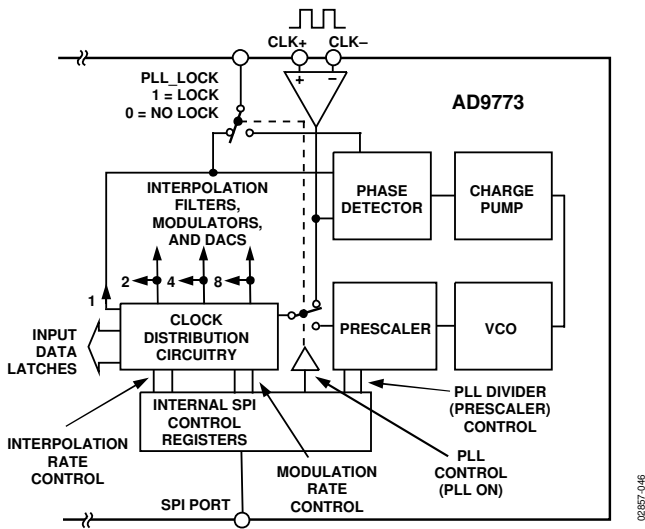 CLK+ CLK–
+ –
AD9773
PLL_LOCK
1 = LOCK
0 = NO LOCK
INTERPOLATION
FILTERS,
MODULATORS,
AND DACS
PHASE
DETECTOR
CHARGE
PUMP
2 4 8
1
CLOCK
DISTRIBUTION
CIRCUITRY
PRESCALER
VCO
INPUT
DATA
LATCHES
INTERNAL SPI
CONTROL
REGISTERS
PLL DIVIDER
(PRESCALER)
CONTROL
INTERPOLATION
RATE
CONTROL
MODULATION
RATE
CONTROL
PLL
CONTROL
(PLL ON)
SPI PORT
02857-046